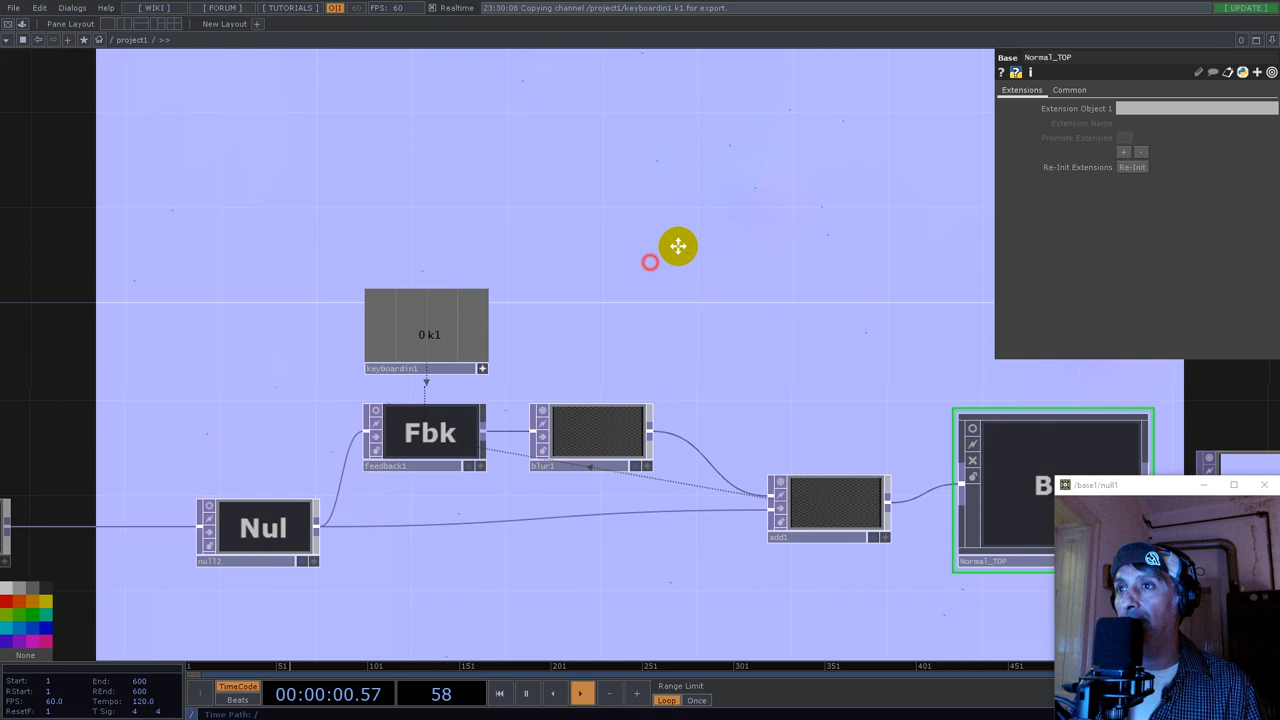 File Edit Dialogs Help [ WIKI ] [ FORUM ] [ TUTORIALS ] O|I 60 FPS: 60 Realtime 23:30:08 Copying channel /project1/keyboardin1 k1 for export. [ UPDATE ]
Pane Layout New Layout +
/ project1 / >> 0
Base Normal_TOP
? ? i
Extensions Common
Extension Object 1
Extension Name
Promote Extension
+ -
Re-Init Extensions Re-Init
0 k1
keyboardin1
Fbk
feedback1
blur1
Nul
null2
add1
B
Normal_TOP
/base1/null1
None
1 51 101 151 201 251 301 351 401 451
Start: 1 End: 600
RStart: 1 REnd: 600
FPS: 60.0 Tempo: 120.0
ResetF: 1 T Sig: 4 4
TimeCode
Beats
00:00:00.57 58
Range Limit
Loop Once
Time Path: /